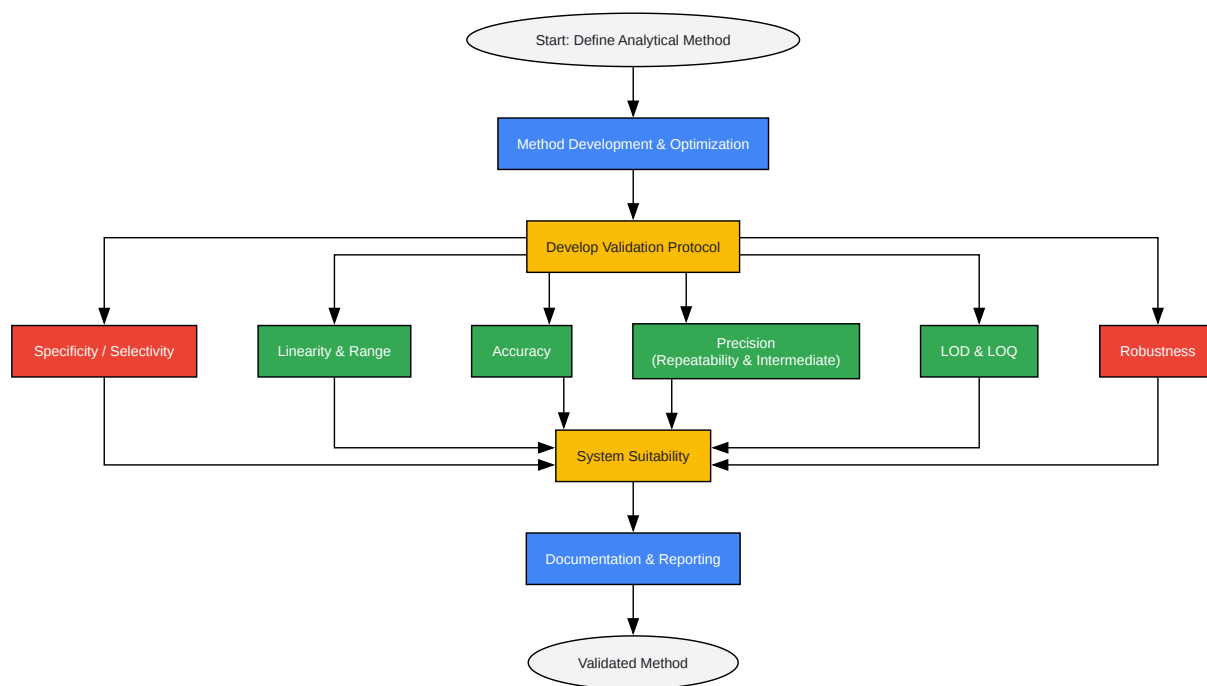 Start: Define Analytical Method
Method Development & Optimization
Develop Validation Protocol
Specificity / Selectivity
Linearity & Range
Accuracy
Precision
(Repeatability & Intermediate)
LOD & LOQ
Robustness
System Suitability
Documentation & Reporting
Validated Method